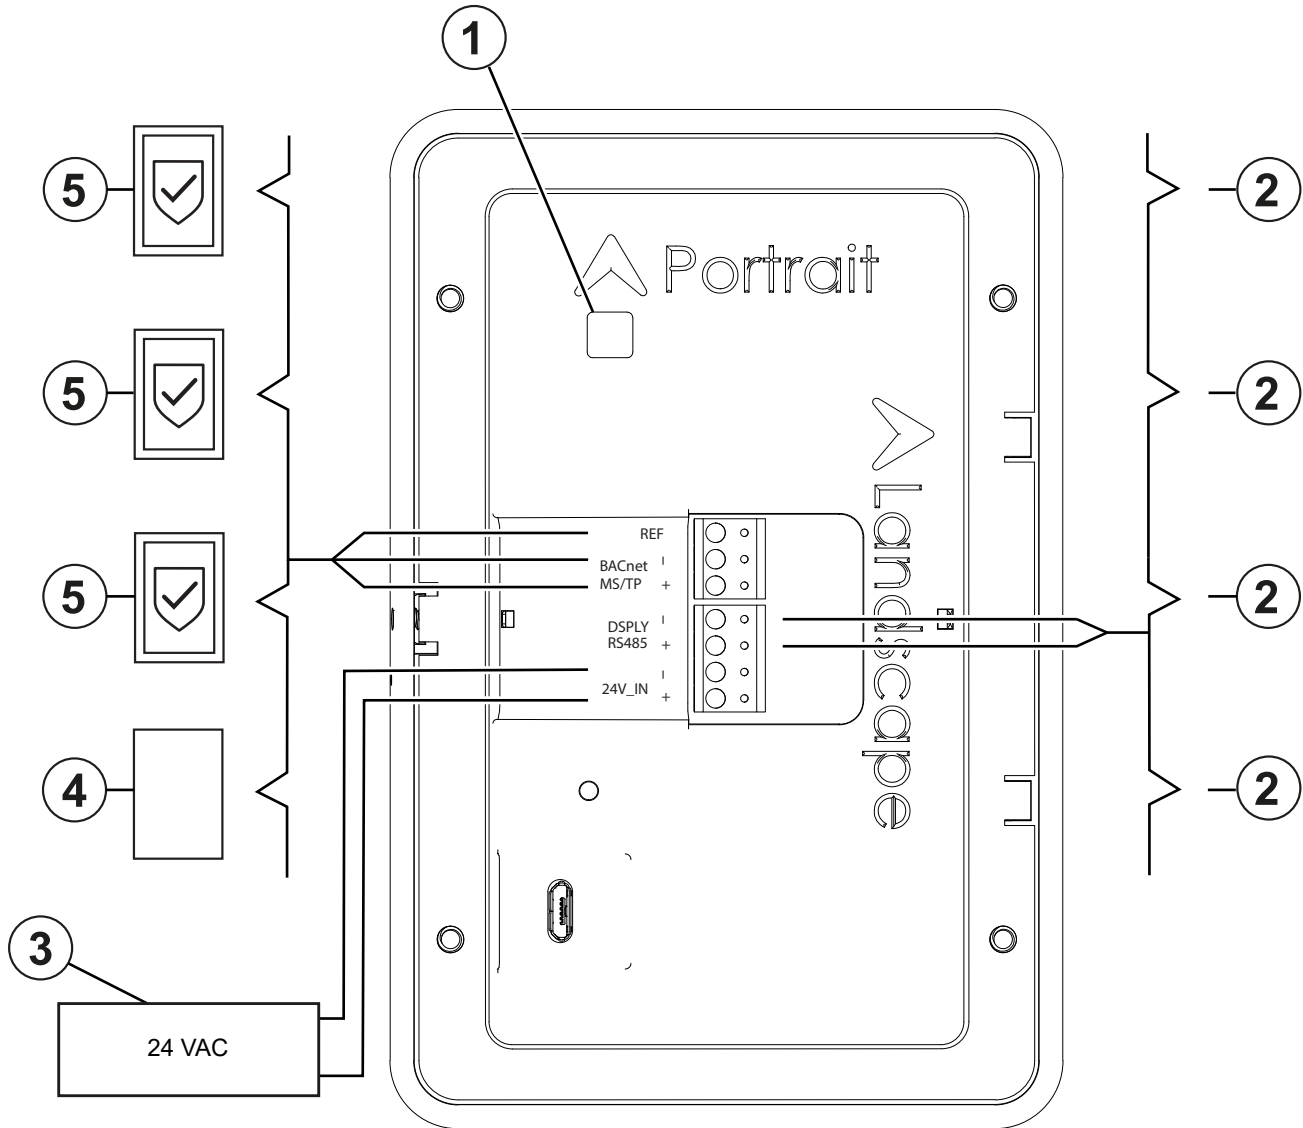 1
5
2
Portrait
5
2
Landscape
REF
BACnet −
MS/TP +
5
2
DSPLY −
RS485 +
−
24V_IN +
4
2
3
24 VAC